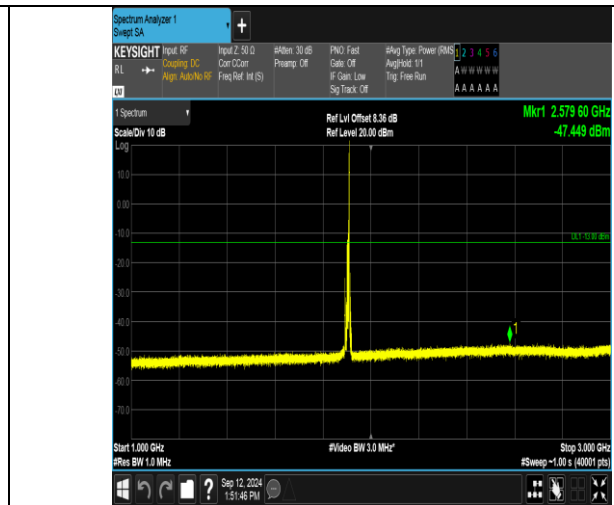 Spectrum Analyzer 1
Swept SA
+
KEYSIGHT
RL
Input: RF
Coupling: DC
Align: Auto/No RF
Input Z: 50 Ω
Corr CCorr
Freq Ref: Int (S)
#Atten: 30 dB
Preamp: Off
PNO: Fast
Gate: Off
IF Gain: Low
Sig Track: Off
#Avg Type: Power (RMS
Avg|Hold: 1/1
Trig: Free Run
1 2 3 4 5 6
A W W W W W
A A A A A A
LXI
1 Spectrum
Scale/Div 10 dB
Log
Ref Lvl Offset 8.36 dB
Ref Level 20.00 dBm
Mkr1 2.579 60 GHz
-47.449 dBm
10.0
0.00
-10.0
DL1 -13.00 dBm
-20.0
-30.0
-40.0
1
-50.0
-60.0
-70.0
Start 1.000 GHz
#Res BW 1.0 MHz
#Video BW 3.0 MHz*
Stop 3.000 GHz
#Sweep ~1.00 s (40001 pts)
?
Sep 12, 2024
1:51:46 PM